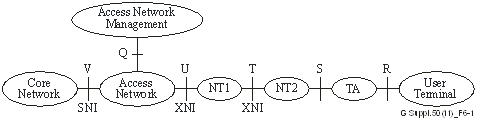 Access Network
Management
Q
V
U
T
S
R
Core
Network
Access
Network
NT1
NT2
TA
User
Terminal
SNI
XNI
XNI
G Suppl.50(11)_F6-1